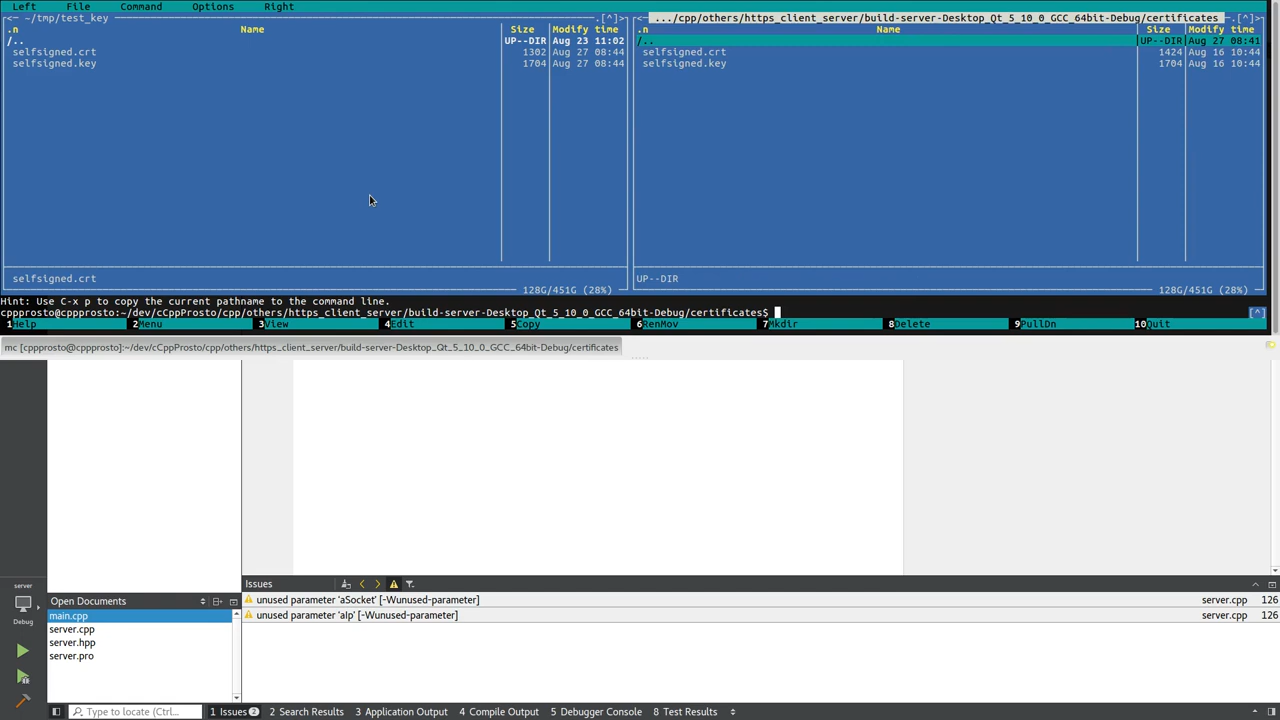 Left File Command Options Right
<─ ~/tmp/test_key .[^]>
.n Name Size Modify time
/.. UP--DIR Aug 23 11:02
selfsigned.crt 1302 Aug 27 08:44
selfsigned.key 1704 Aug 27 08:44
selfsigned.crt
128G/451G (28%)
<─ .../cpp/others/https_client_server/build-server-Desktop_Qt_5_10_0_GCC_64bit-Debug/certificates .[^]>
.n Name Size Modify time
/.. UP--DIR Aug 27 08:41
selfsigned.crt 1424 Aug 16 10:44
selfsigned.key 1704 Aug 16 10:44
UP--DIR
128G/451G (28%)
Hint: Use C-x p to copy the current pathname to the command line.
cppprosto@cppprosto:~/dev/cCppProsto/cpp/others/https_client_server/build-server-Desktop_Qt_5_10_0_GCC_64bit-Debug/certificates$ [^]
1Help 2Menu 3View 4Edit 5Copy 6RenMov 7Mkdir 8Delete 9PullDn 10Quit
mc [cppprosto@cppprosto]:~/dev/cCppProsto/cpp/others/https_client_server/build-server-Desktop_Qt_5_10_0_GCC_64bit-Debug/certificates
server
Debug
Open Documents
main.cpp
server.cpp
server.hpp
server.pro
Issues
unused parameter 'aSocket' [-Wunused-parameter] server.cpp 126
unused parameter 'aIp' [-Wunused-parameter] server.cpp 126
Type to locate (Ctrl... 1 Issues 2 2 Search Results 3 Application Output 4 Compile Output 5 Debugger Console 8 Test Results